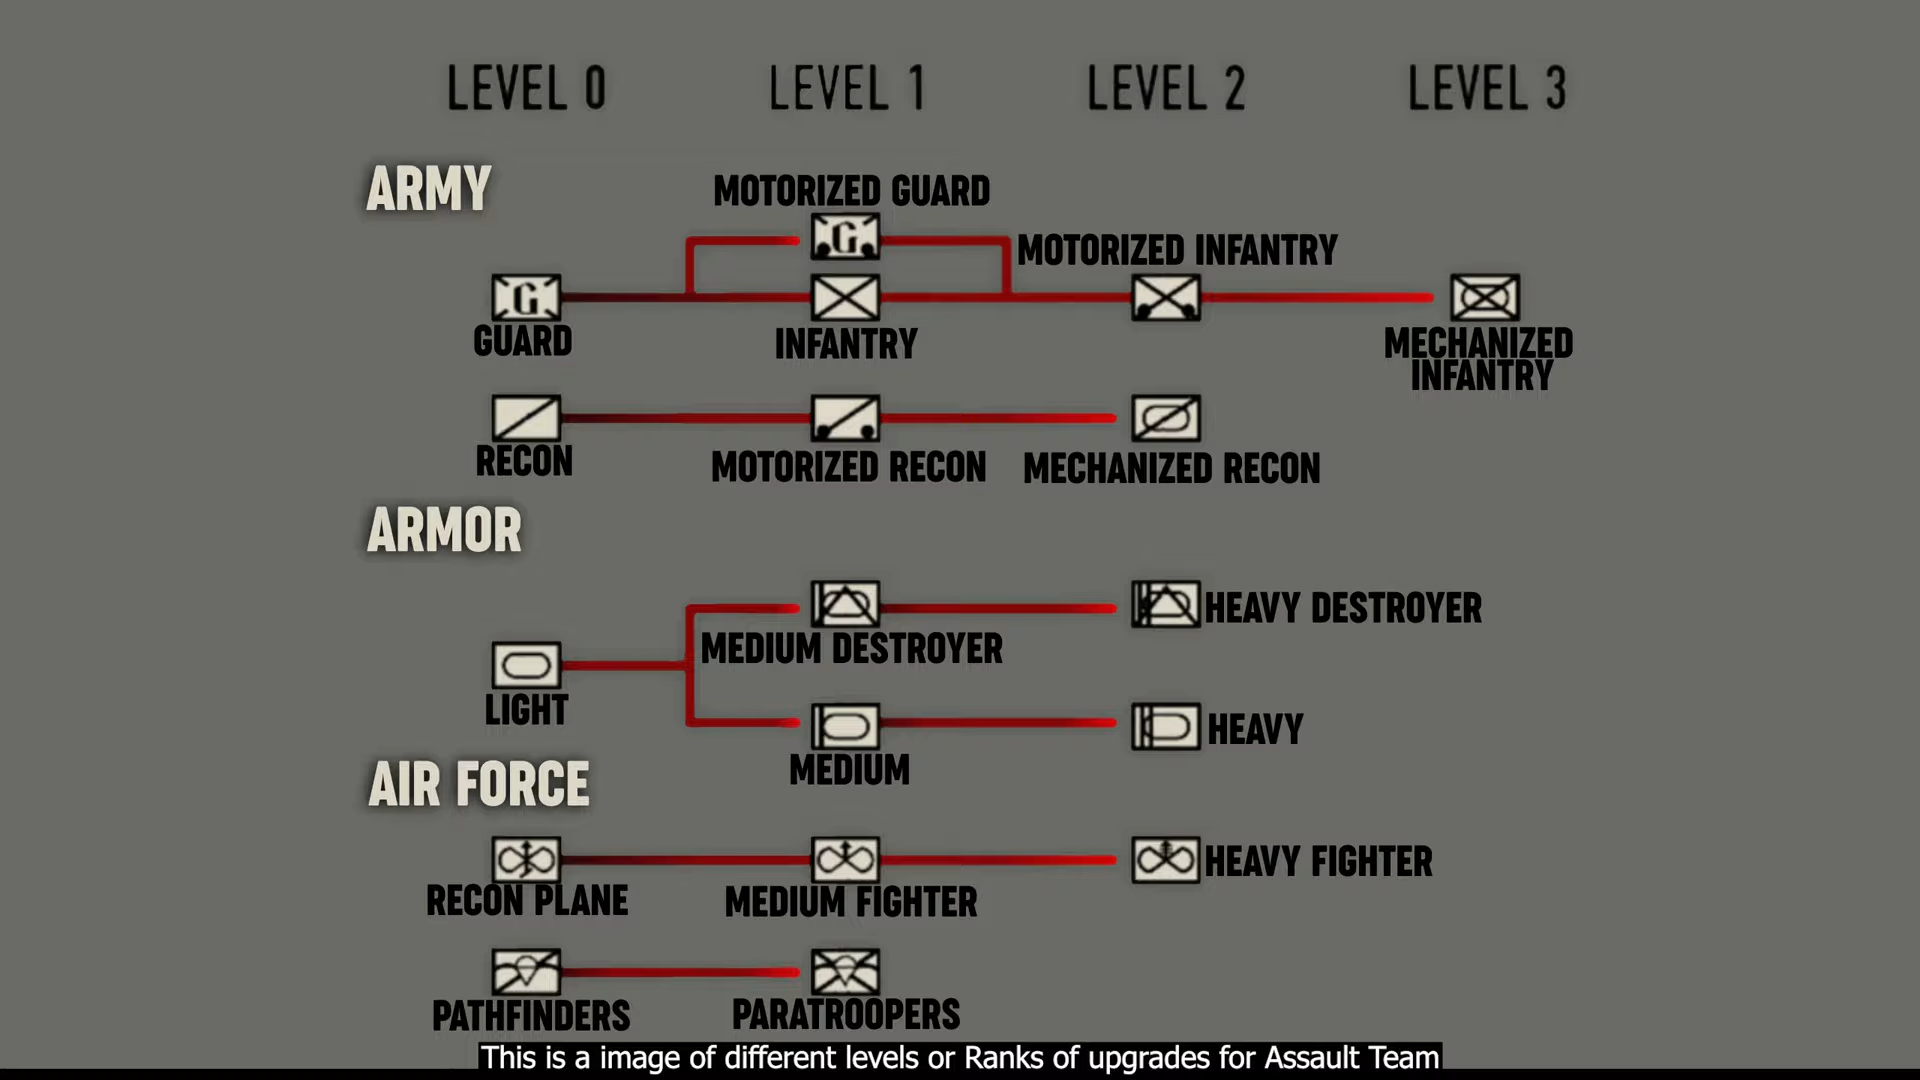 LEVEL 0
LEVEL 1
LEVEL 2
LEVEL 3
ARMY
MOTORIZED GUARD
G
MOTORIZED INFANTRY
G
GUARD
INFANTRY
MECHANIZED
INFANTRY
RECON
MOTORIZED RECON
MECHANIZED RECON
ARMOR
HEAVY DESTROYER
MEDIUM DESTROYER
LIGHT
HEAVY
MEDIUM
AIR FORCE
HEAVY FIGHTER
RECON PLANE
MEDIUM FIGHTER
PATHFINDERS
PARATROOPERS
This is a image of different levels or Ranks of upgrades for Assault Team